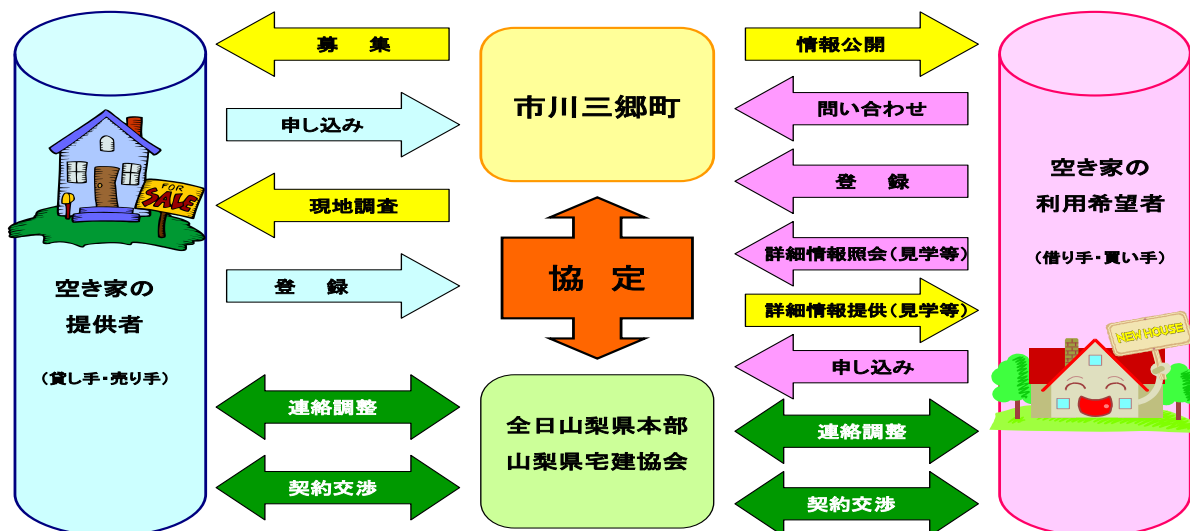 募　集
申し込み
現地調査
登　録
連絡調整
契約交渉
FOR
SALE
空き家の
提供者
(貸し手・売り手)
市川三郷町
協　定
全日山梨県本部
山梨県宅建協会
情報公開
問い合わせ
登　録
詳細情報照会(見学等)
詳細情報提供(見学等)
申し込み
連絡調整
契約交渉
空き家の
利用希望者
(借り手・買い手)
NEW HOUSE